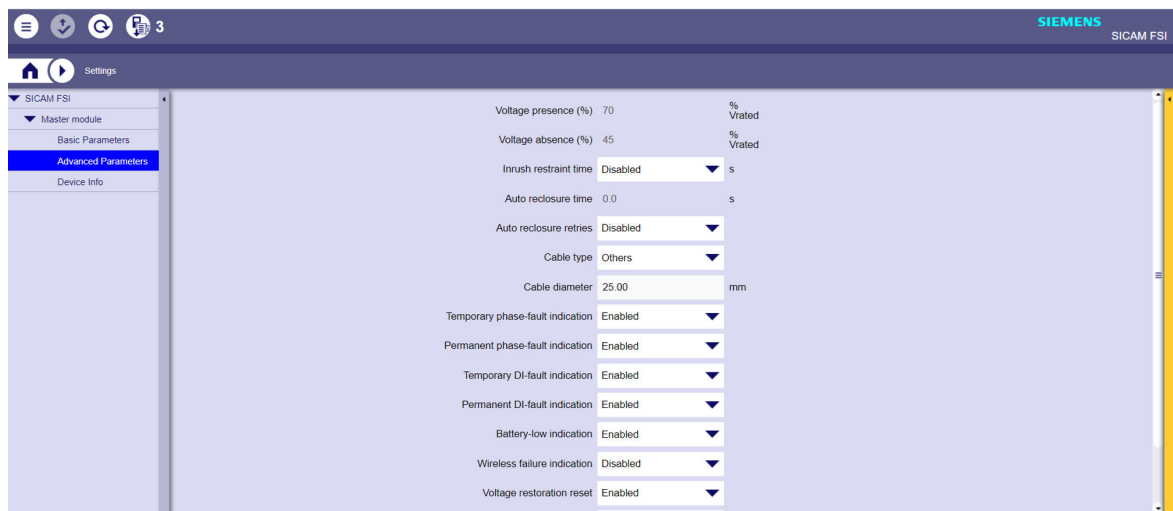 3
SIEMENS
SICAM FSI
Settings
SICAM FSI
Master module
Basic Parameters
Advanced Parameters
Device Info
Voltage presence (%) 70 %
Vrated
Voltage absence (%) 45 %
Vrated
Inrush restraint time Disabled s
Auto reclosure time 0.0 s
Auto reclosure retries Disabled
Cable type Others
Cable diameter 25.00 mm
Temporary phase-fault indication Enabled
Permanent phase-fault indication Enabled
Temporary DI-fault indication Enabled
Permanent DI-fault indication Enabled
Battery-low indication Enabled
Wireless failure indication Disabled
Voltage restoration reset Enabled